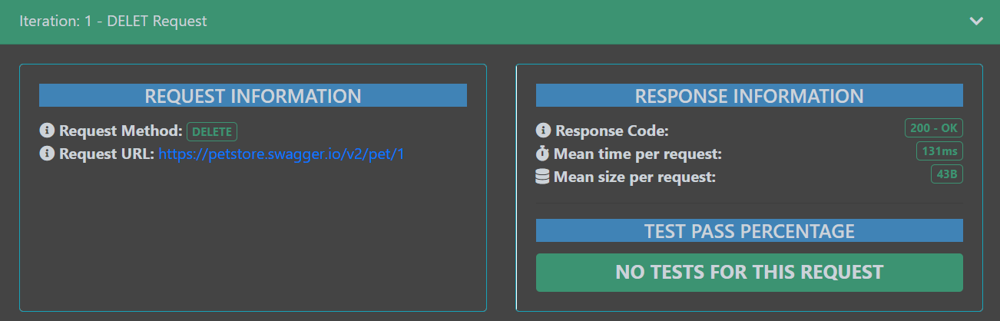 Iteration: 1 - DELET Request
REQUEST INFORMATION
Request Method: DELETE
Request URL: https://petstore.swagger.io/v2/pet/1
RESPONSE INFORMATION
Response Code: 200 - OK
Mean time per request: 131ms
Mean size per request: 43B
TEST PASS PERCENTAGE
NO TESTS FOR THIS REQUEST